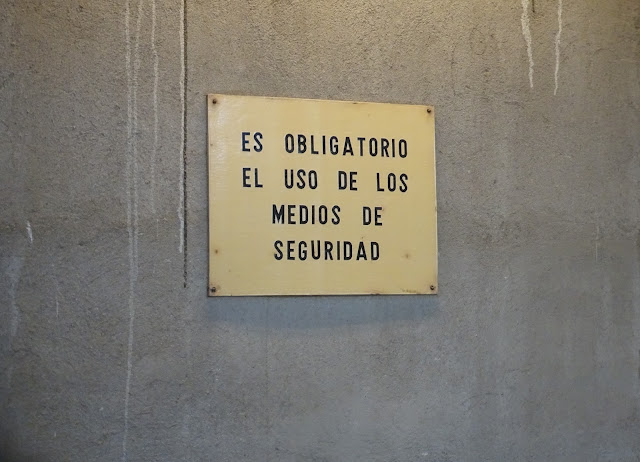 ES OBLIGATORIO
EL USO DE LOS
MEDIOS DE
SEGURIDAD